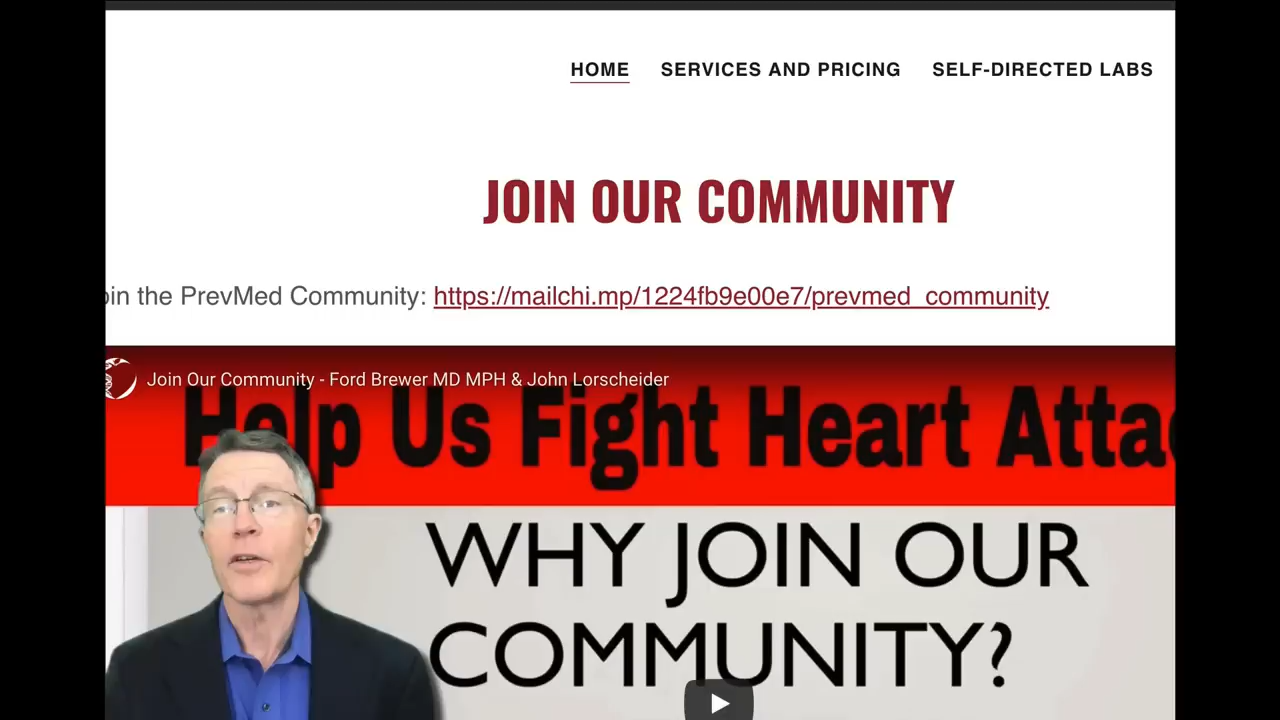 HOME SERVICES AND PRICING SELF-DIRECTED LABS
JOIN OUR COMMUNITY
the PrevMed Community: https://mailchi.mp/1224fb9e00e7/prevmed_community
Join Our Community - Ford Brewer MD MPH & John Lorscheider
Help Us Fight Heart
WHY JOIN OUR
COMMUNITY?